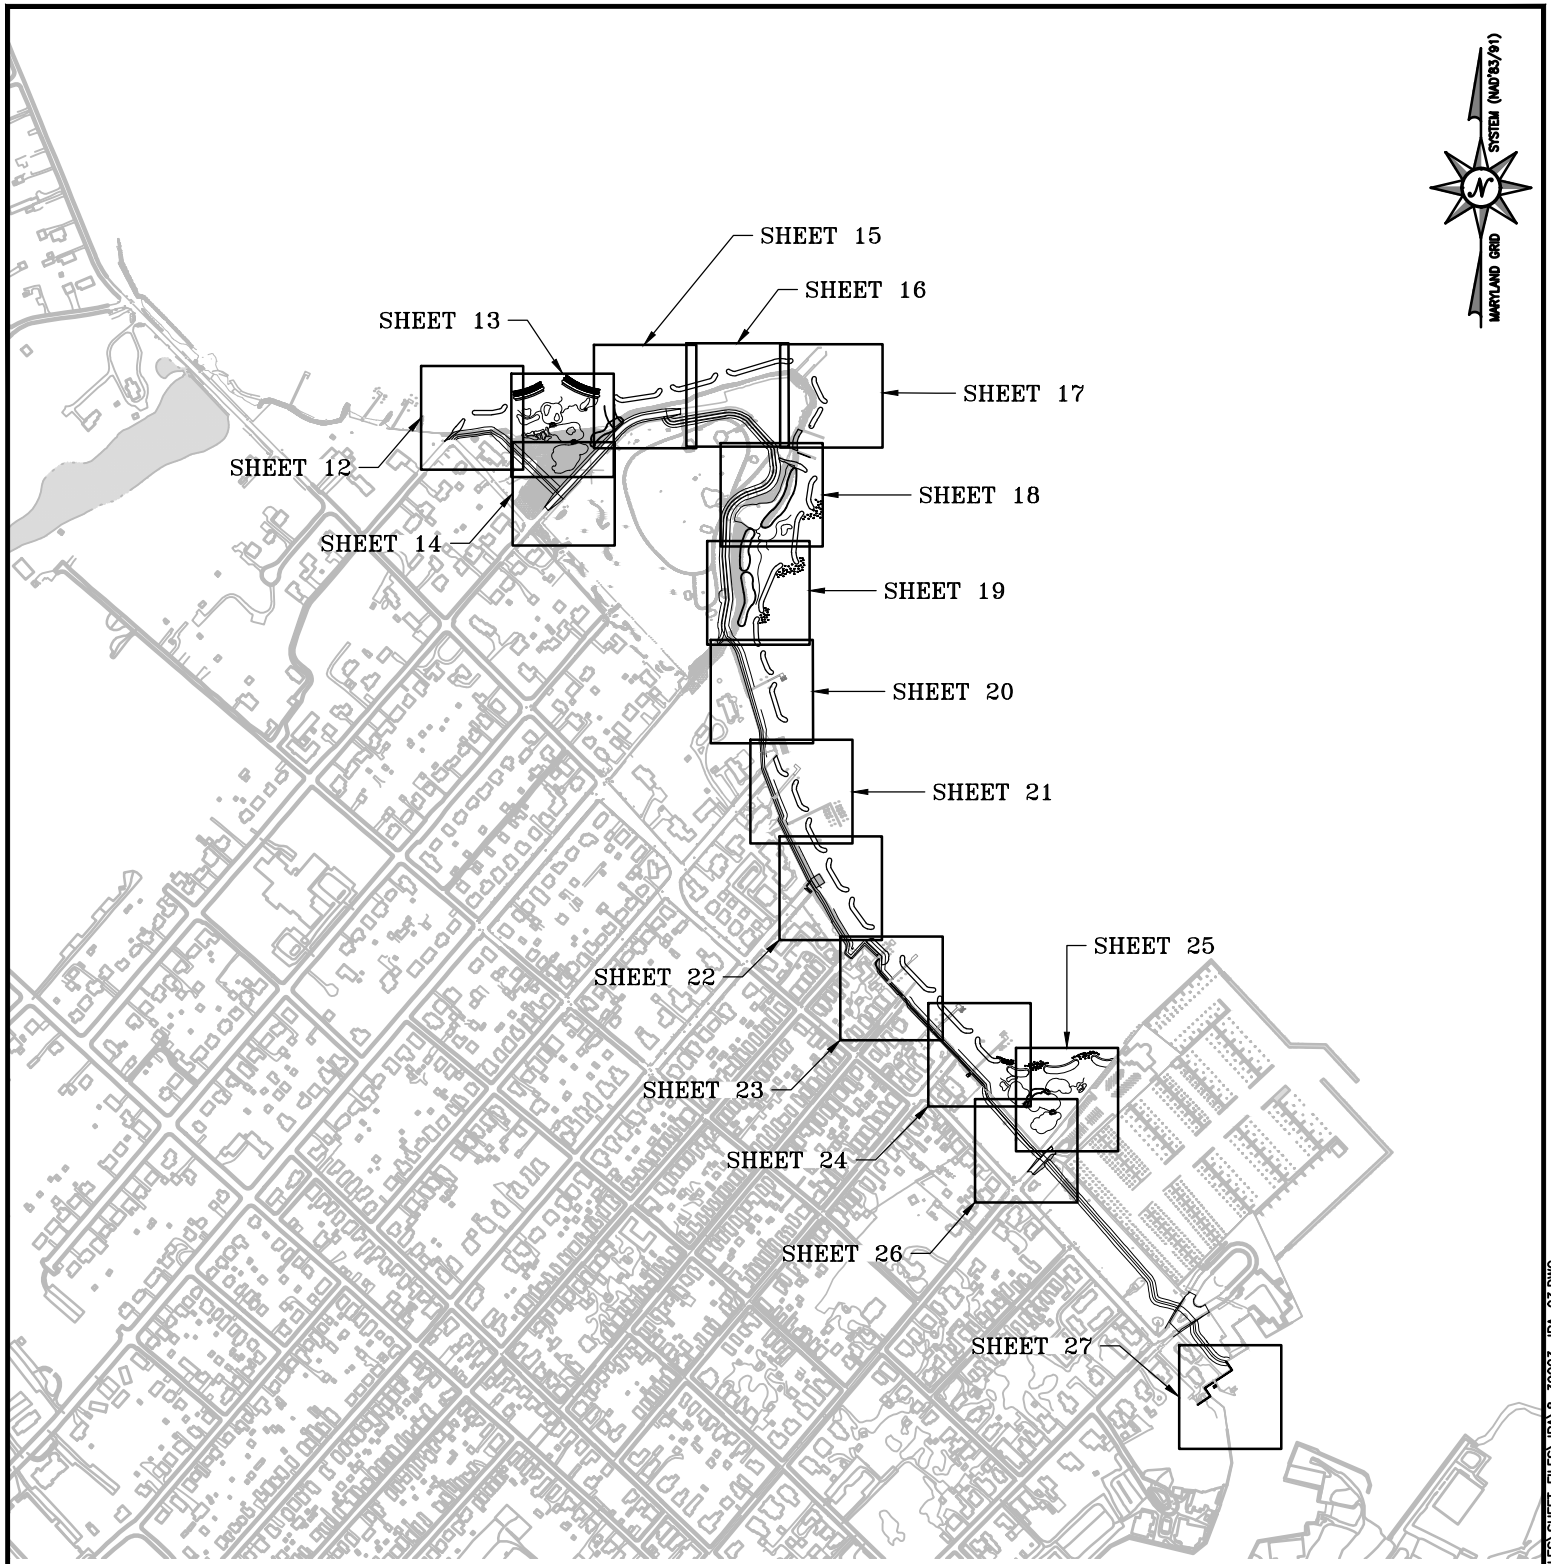 SYSTEM (NAD'83/91)
MARYLAND GRID
N
SHEET 15
SHEET 16
SHEET 13
SHEET 17
SHEET 12
SHEET 18
SHEET 14
SHEET 19
SHEET 20
SHEET 21
SHEET 25
SHEET 22
SHEET 23
SHEET 24
SHEET 26
SHEET 27